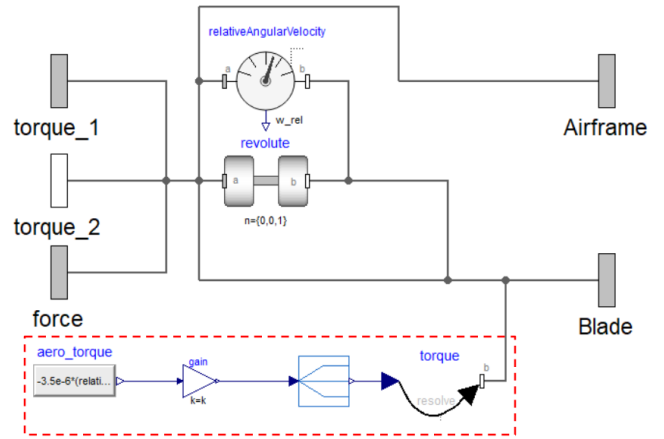 relativeAngularVelocity
a
b
w_rel
torque_1
Airframe
revolute
a
b
n={0,0,1}
torque_2
force
Blade
aero_torque
gain
torque
b
-3.5e-6*(relati...
k=k
resolve